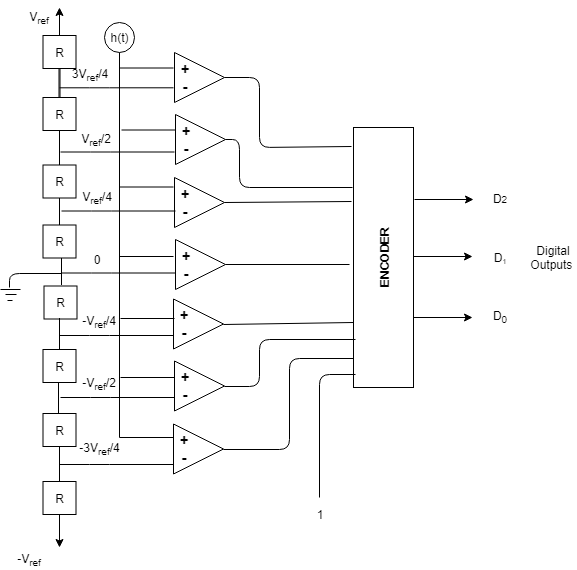 Vref
R
h(t)
3Vref/4
+
-
R
Vref/2
+
-
R
Vref/4
+
-
D2
R
0
+
-
ENCODER
D1
Digital
Outputs
R
-Vref/4
+
-
D0
R
-Vref/2
+
-
R
-3Vref/4
+
-
R
1
-Vref